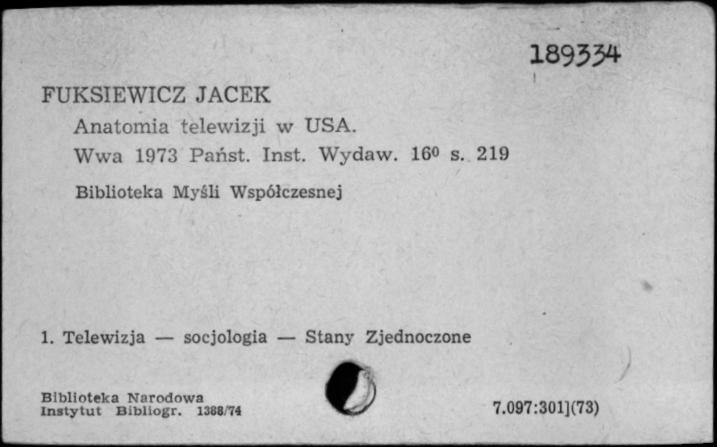 189334
FUKSIEWICZ JACEK
Anatomia telewizji w USA.
Wwa 1973 Państ. Inst. Wydaw. 16⁰ s. 219
Biblioteka Myśli Współczesnej
1. Telewizja — socjologia — Stany Zjednoczone
Biblioteka Narodowa
Instytut Bibliogr. 1388/74
7.097:301](73)